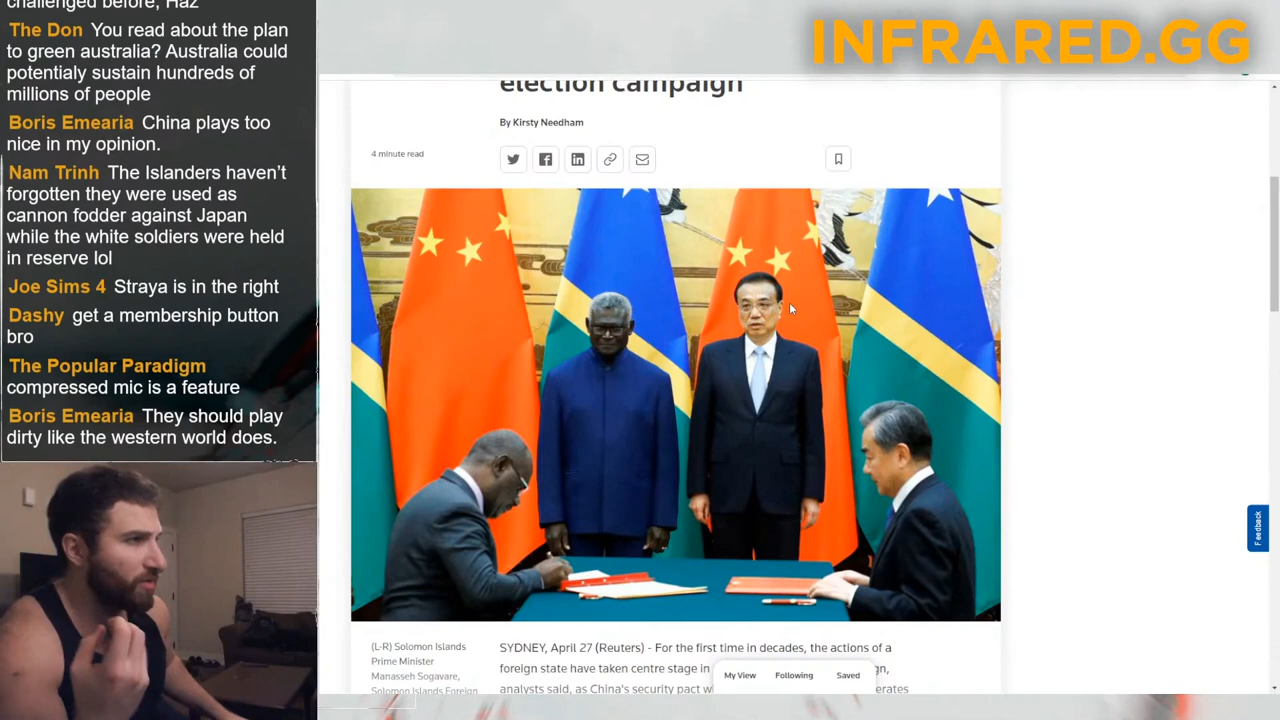 challenged before, Haz
The Don You read about the plan
to green australia? Australia could
potentialy sustain hundreds of
millions of people
Boris Emearia China plays too
nice in my opinion.
Nam Trinh The Islanders haven't
forgotten they were used as
cannon fodder against Japan
while the white soldiers were held
in reserve lol
Joe Sims 4 Straya is in the right
Dashy get a membership button
bro
The Popular Paradigm
compressed mic is a feature
Boris Emearia They should play
dirty like the western world does.
INFRARED.GG
election campaign
By Kirsty Needham
4 minute read
(L-R) Solomon Islands
Prime Minister
Manasseh Sogavare,
Solomon Islands Foreign
SYDNEY, April 27 (Reuters) - For the first time in decades, the actions of a
foreign state have taken centre stage in
analysts said, as China's security pact
My View Following Saved
Feedback